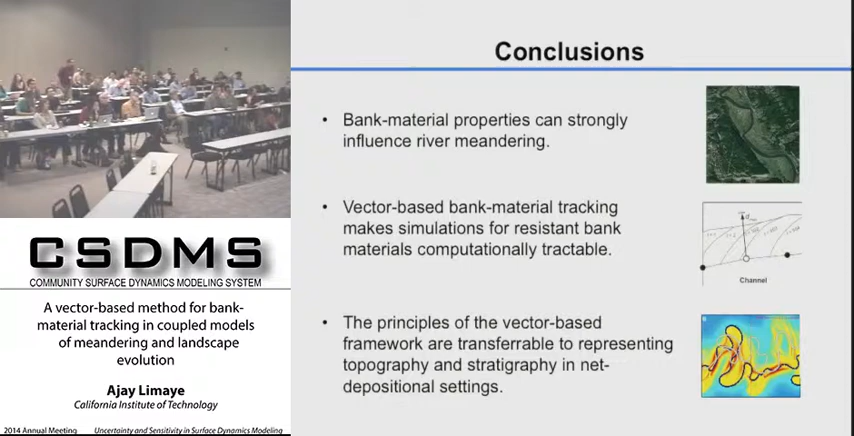 Conclusions
• Bank-material properties can strongly
influence river meandering.
• Vector-based bank-material tracking
makes simulations for resistant bank
materials computationally tractable.
Channel
• The principles of the vector-based
framework are transferrable to representing
topography and stratigraphy in net-
depositional settings.
CSDMS
COMMUNITY SURFACE DYNAMICS MODELING SYSTEM
A vector-based method for bank-
material tracking in coupled models
of meandering and landscape
evolution
Ajay Limaye
California Institute of Technology
2014 Annual Meeting Uncertainty and Sensitivity in Surface Dynamics Modeling